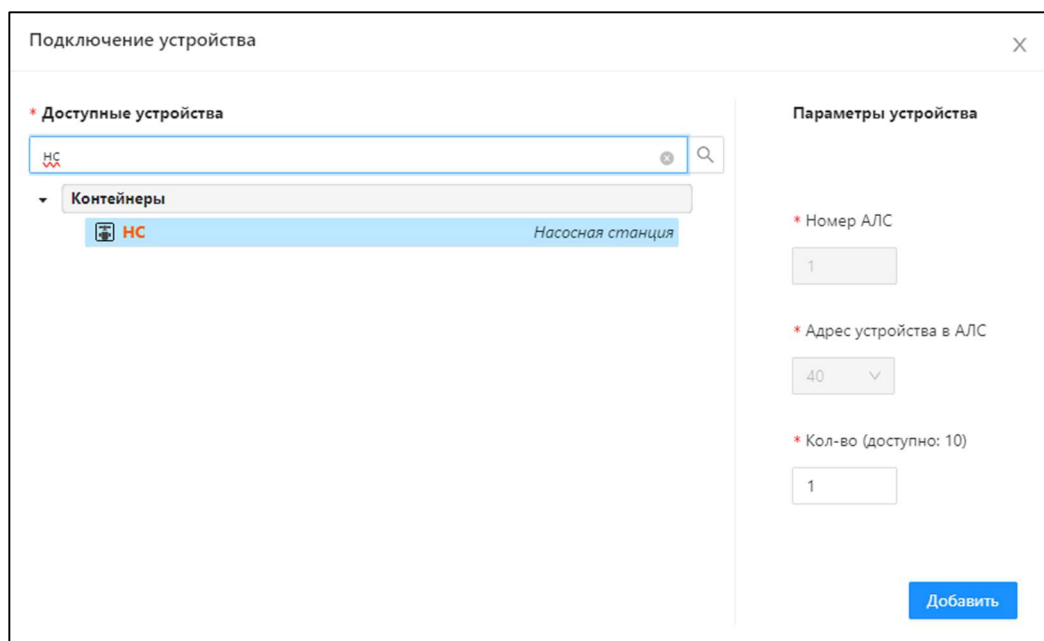 Подключение устройства
* Доступные устройства
нс
Контейнеры
НС Насосная станция
Параметры устройства
* Номер АЛС
1
* Адрес устройства в АЛС
40
* Кол-во (доступно: 10)
1
Добавить